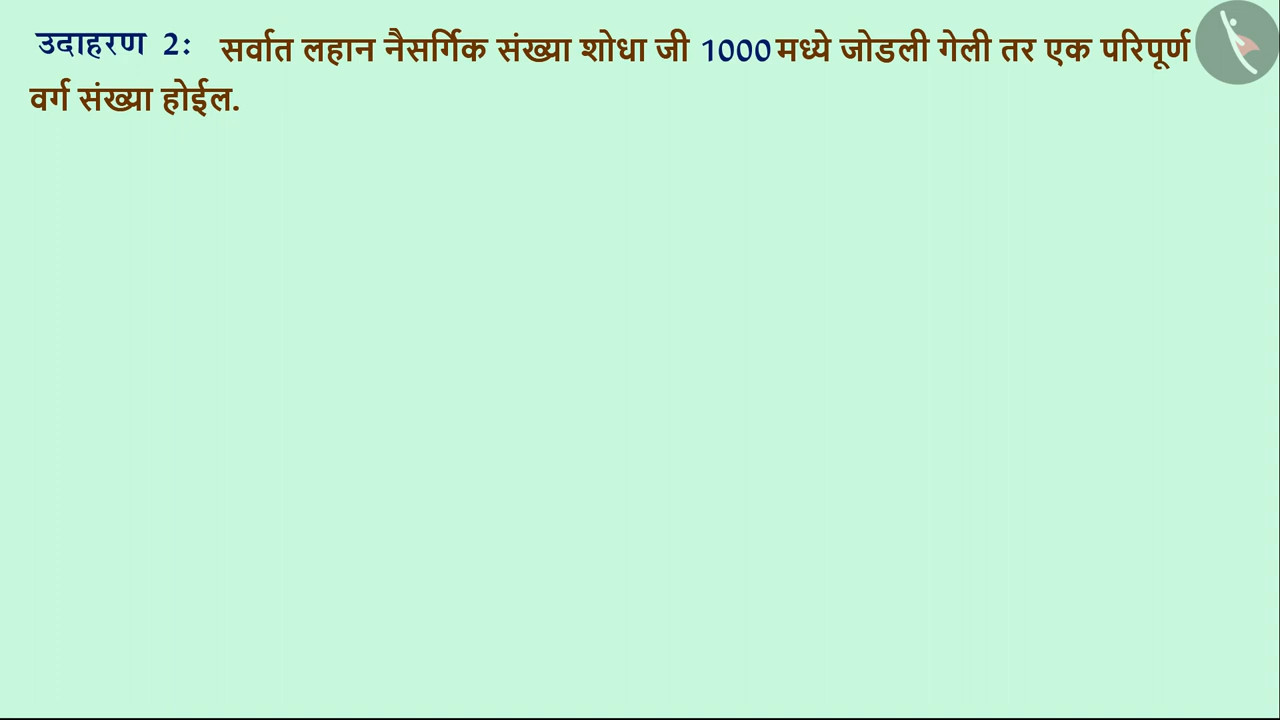 उदाहरण 2: सर्वात लहान नैसर्गिक संख्या शोधा जी 1000 मध्ये जोडली गेली तर एक परिपूर्ण
वर्ग संख्या होईल.